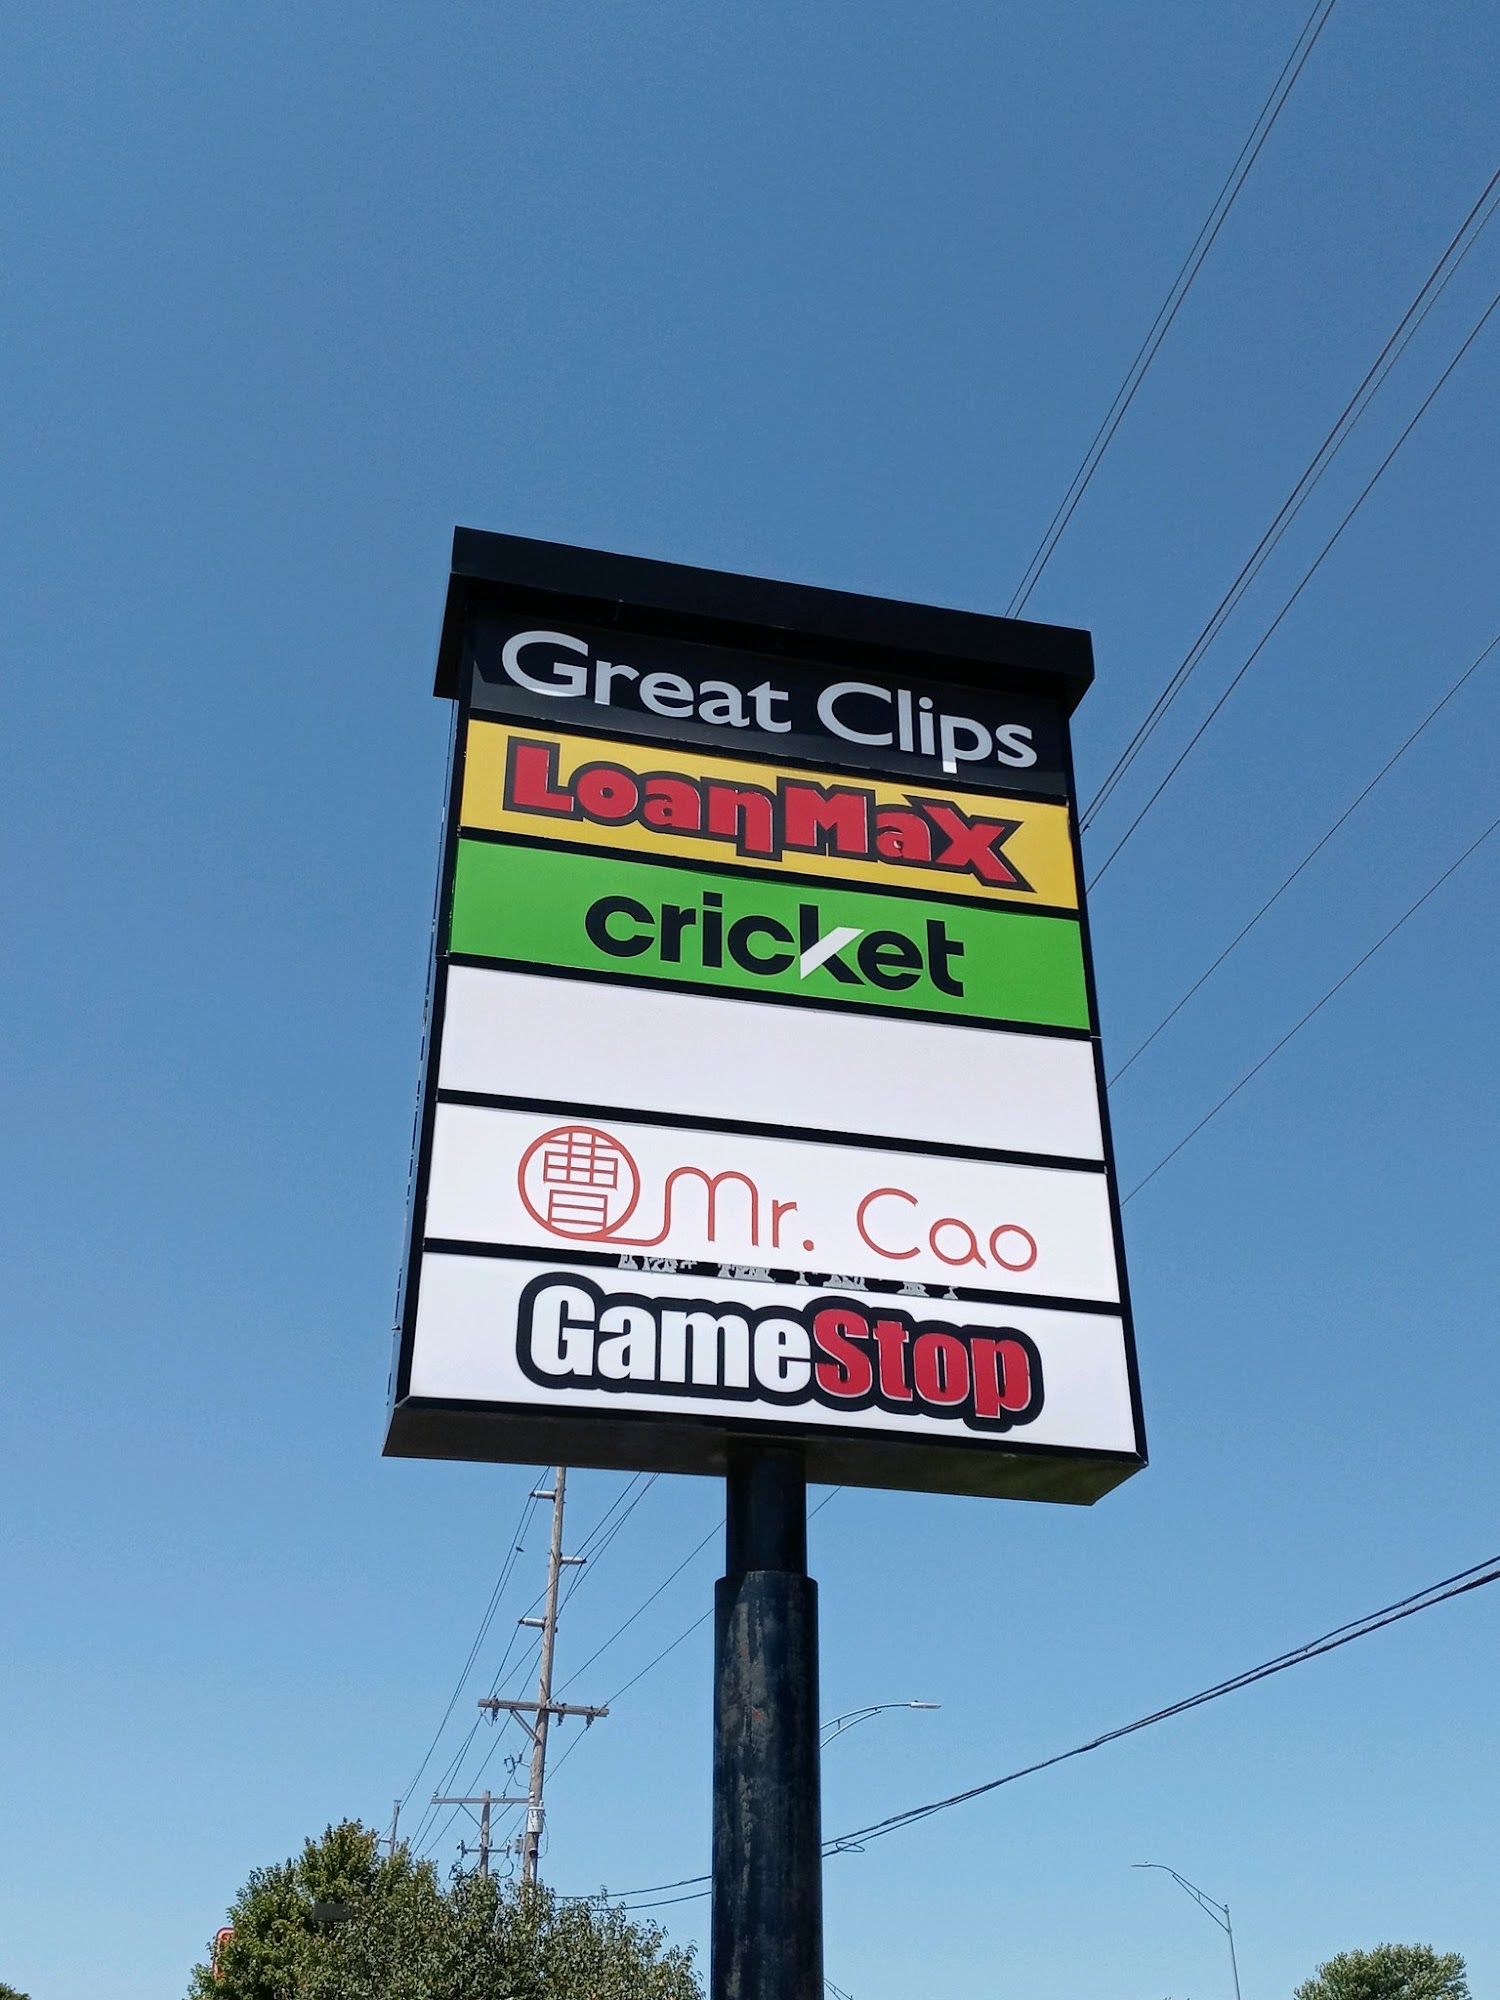 Great Clips
LoanMax
cricket
曹 Mr. Cao
GameStop